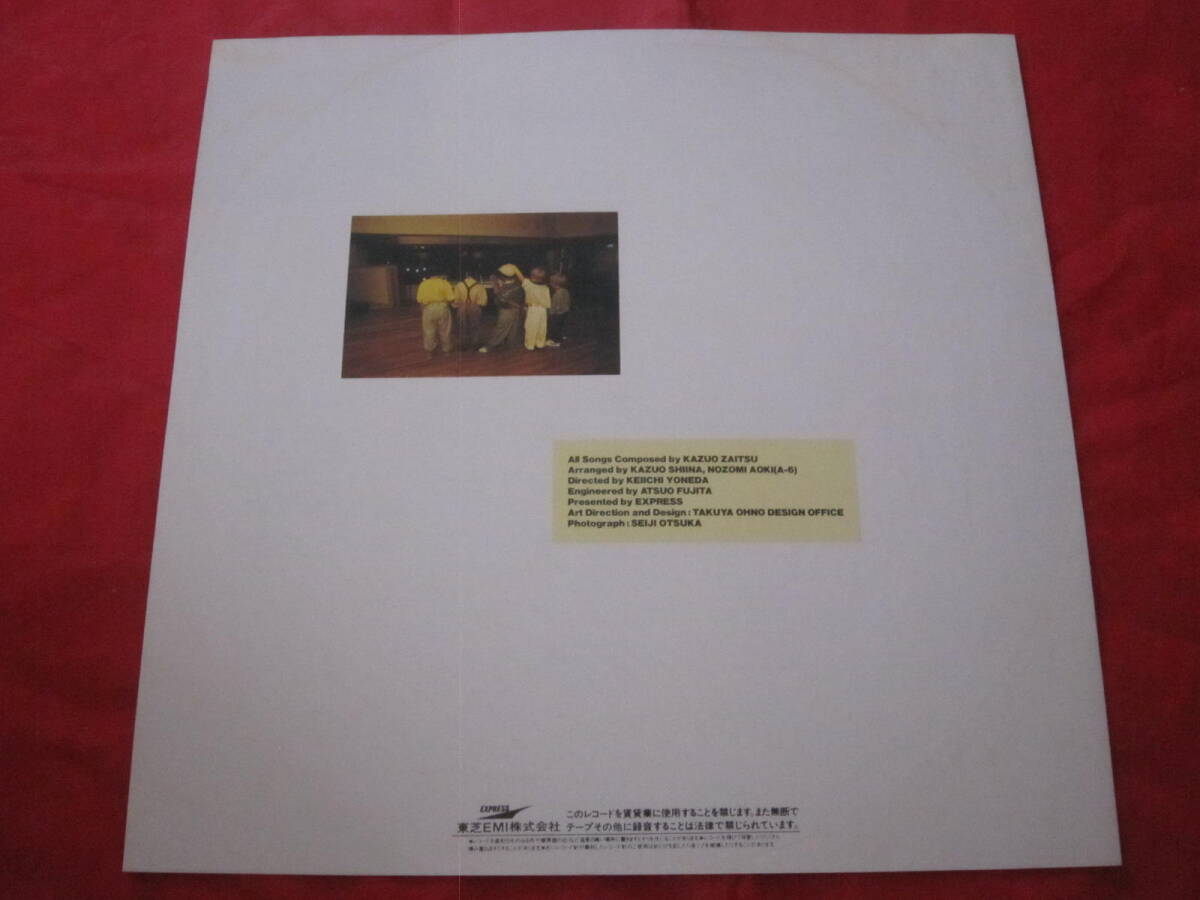 All Songs Composed by KAZUO ZAITSU
Arranged by KAZUO SHIINA, NOZOMI AOKI(A-6)
Directed by KEIICHI YONEDA
Engineered by ATSUO FUJITA
Presented by EXPRESS
Art Direction and Design : TAKUYA OHNO DESIGN OFFICE
Photograph : SEIJI OTSUKA
EXPRESS
東芝EMI株式会社
このレコードを賃貸業に使用することを禁じます。また無断で
テープその他に録音することは法律で禁じられています。